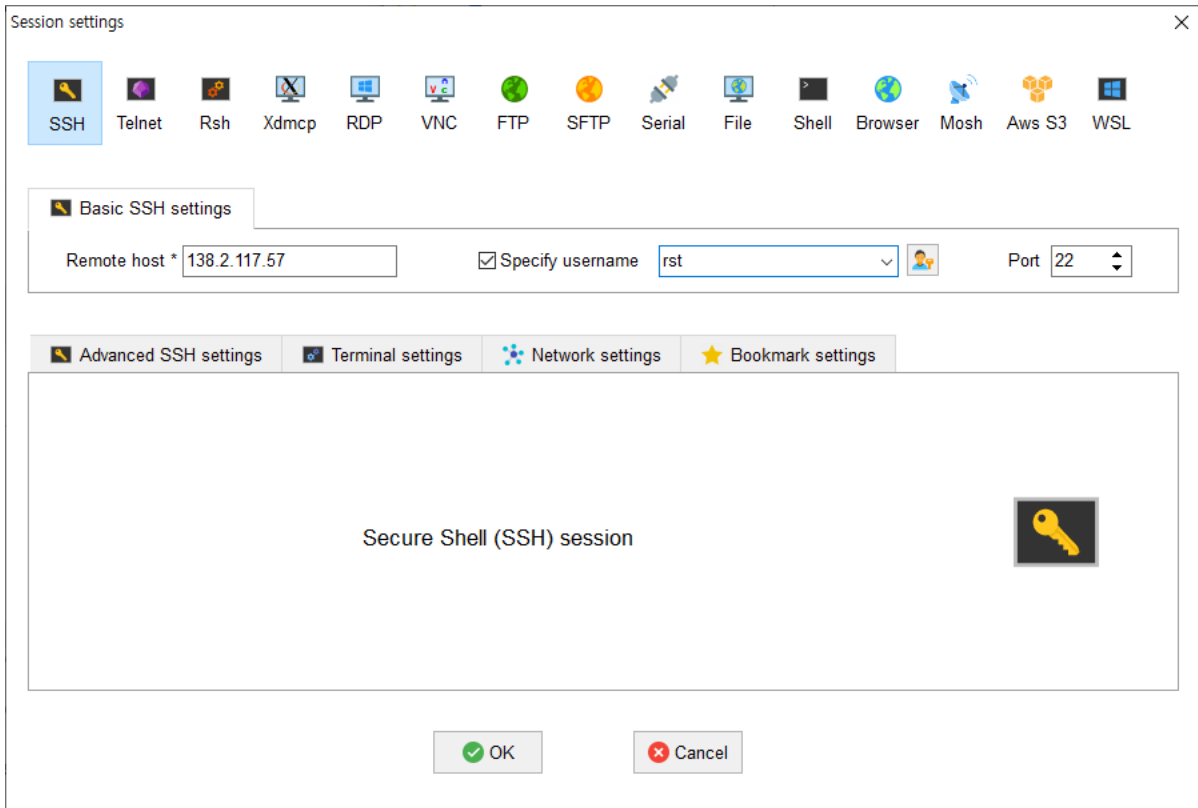 Session settings
SSH Telnet Rsh Xdmcp RDP VNC FTP SFTP Serial File Shell Browser Mosh Aws S3 WSL
Basic SSH settings
Remote host * 138.2.117.57 Specify username rst Port 22
Advanced SSH settings Terminal settings Network settings Bookmark settings
Secure Shell (SSH) session
OK Cancel